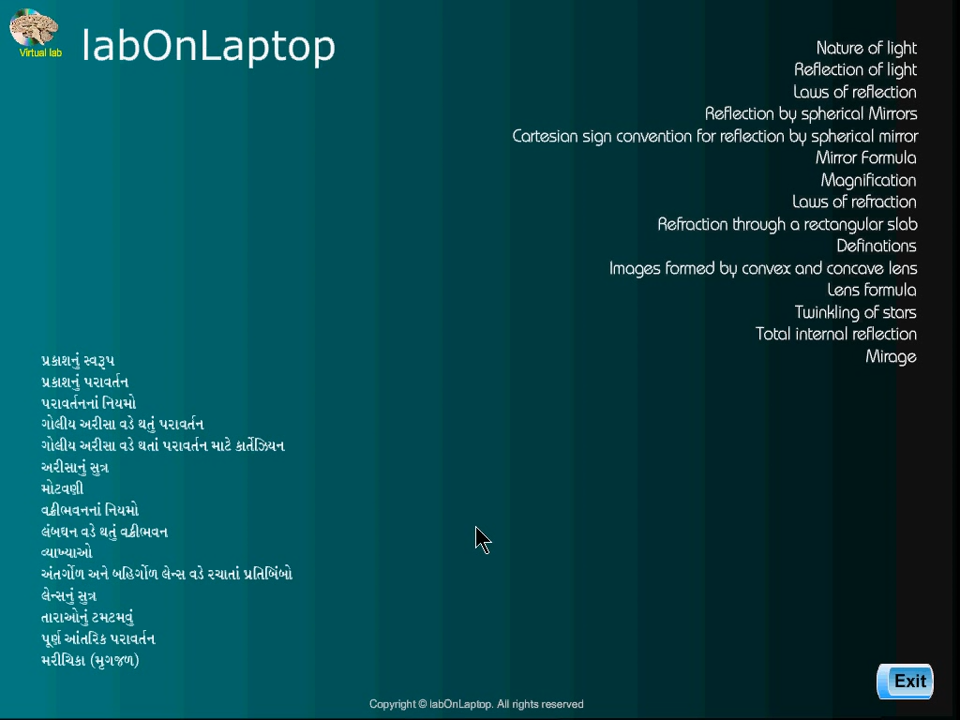 Virtual lab
labOnLaptop
Nature of light
Reflection of light
Laws of reflection
Reflection by spherical Mirrors
Cartesian sign convention for reflection by spherical mirror
Mirror Formula
Magnification
Laws of refraction
Refraction through a rectangular slab
Definations
Images formed by convex and concave lens
Lens formula
Twinkling of stars
Total internal reflection
Mirage
પ્રકાશનું સ્વરૂપ
પ્રકાશનું પરાવર્તન
પરાવર્તનનાં નિયમો
ગોલીય અરીસા વડે થતું પરાવર્તન
ગોલીય અરીસા વડે થતાં પરાવર્તન માટે કાર્તેઝિયન
અરીસાનું સુત્ર
મોટવણી
વક્રીભવનનાં નિયમો
લંબઘન વડે થતું વક્રીભવન
વ્યાખ્યાઓ
અંતર્ગોળ અને બહિર્ગોળ લેન્સ વડે રચાતાં પ્રતિબિંબો
લેન્સનું સુત્ર
તારાઓનું ટમટમવું
પૂર્ણ આંતરિક પરાવર્તન
મરીચિકા (મૃગજળ)
Exit
Copyright © labOnLaptop. All rights reserved